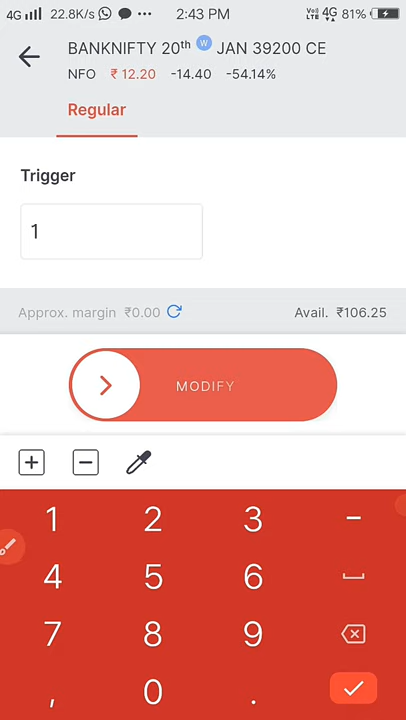 4G 22.8K/s ... 2:43 PM VoLTE 4G 81%
BANKNIFTY 20th W JAN 39200 CE
NFO ₹ 12.20 -14.40 -54.14%
Regular
Trigger
1
Approx. margin ₹0.00 Avail. ₹106.25
MODIFY
1 2 3 -
4 5 6
7 8 9
, 0 .